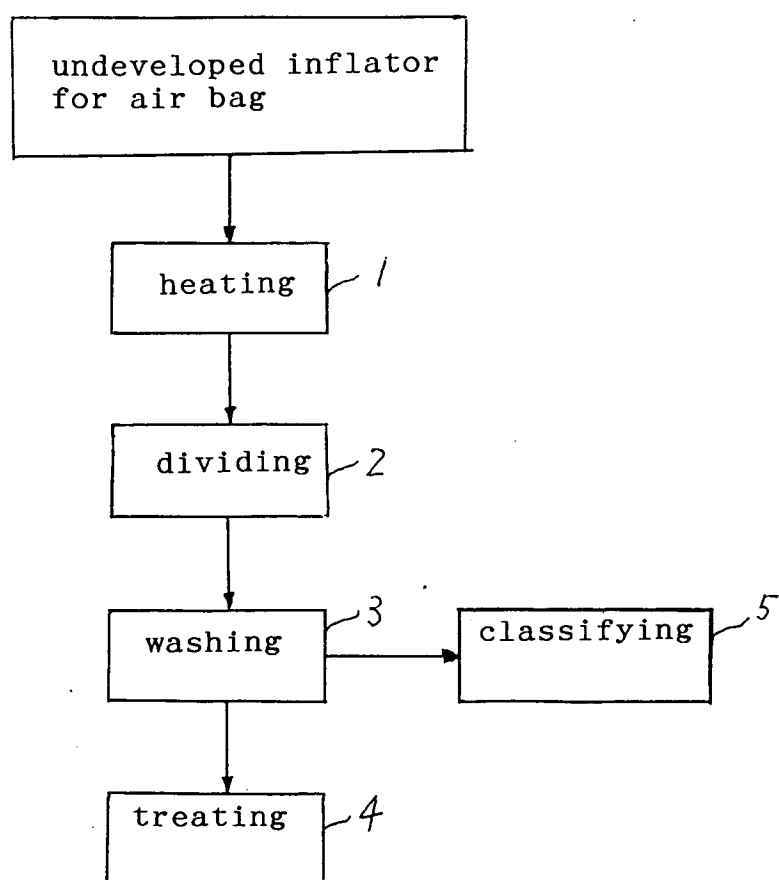 undeveloped inflator
for air bag
heating
1
dividing
2
washing
3
classifying
5
treating
4